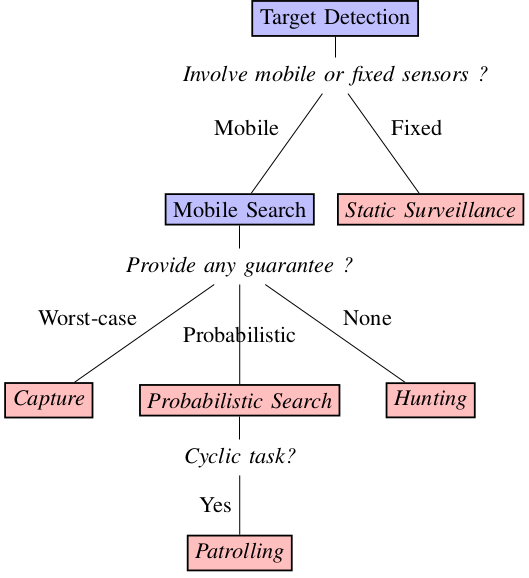 Target Detection
Involve mobile or fixed sensors ?
Mobile
Fixed
Mobile Search
Static Surveillance
Provide any guarantee ?
Worst-case
Probabilistic
None
Capture
Probabilistic Search
Hunting
Cyclic task?
Yes
Patrolling